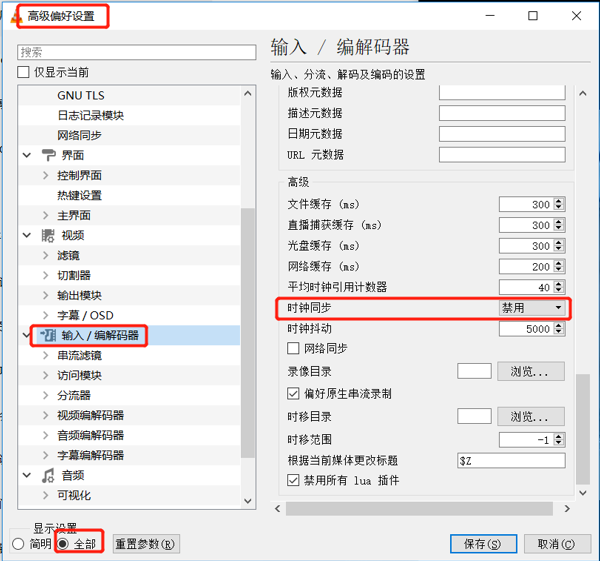 高级偏好设置
搜索
仅显示当前
GNU TLS
日志记录模块
网络同步
界面
控制界面
热键设置
主界面
视频
滤镜
切割器
输出模块
字幕 / OSD
输入 / 编解码器
串流滤镜
访问模块
分流器
视频编解码器
音频编解码器
字幕编解码器
音频
可视化
显示设置
简明
全部
重置参数(R)
输入 / 编解码器
输入、分流、解码及编码的设置
版权元数据
描述元数据
日期元数据
URL 元数据
高级
文件缓存 (ms) 300
直播捕获缓存 (ms) 300
光盘缓存 (ms) 300
网络缓存 (ms) 200
平均时钟引用计数器 40
时钟同步 禁用
时钟抖动 5000
网络同步
录像目录 浏览...
偏好原生串流录制
时移目录 浏览...
时移范围 -1
根据当前媒体更改标题 $Z
禁用所有 lua 插件
保存(S)
取消(C)